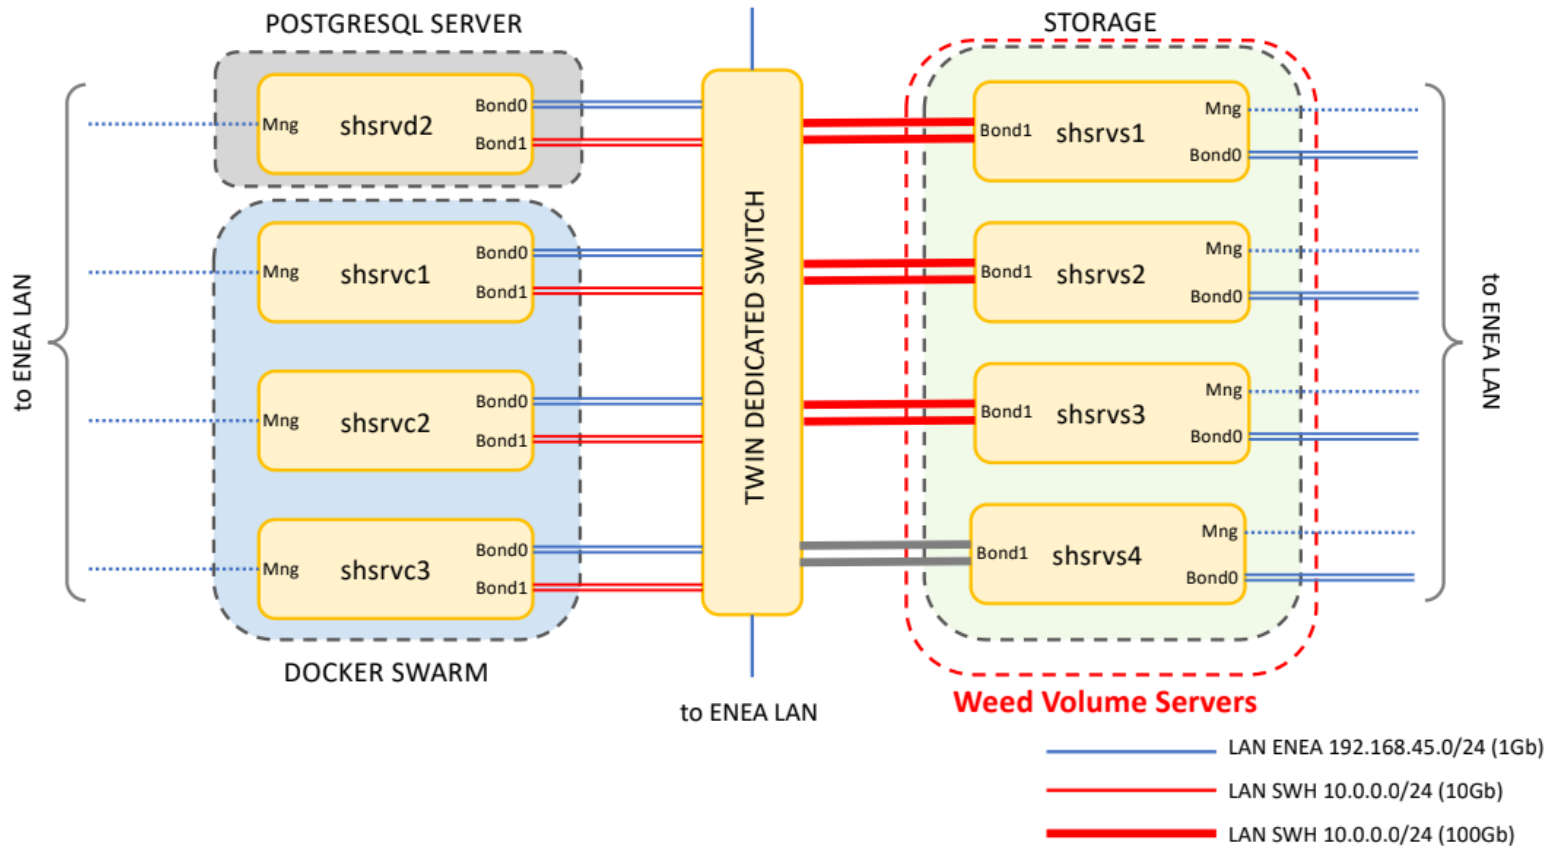 POSTGRESQL SERVER
STORAGE
Mng
shsrvd2
Bond0
Bond1
Mng
shsrvc1
Bond0
Bond1
Mng
shsrvc2
Bond0
Bond1
Mng
shsrvc3
Bond0
Bond1
DOCKER SWARM
to ENEA LAN
TWIN DEDICATED SWITCH
to ENEA LAN
Bond1
shsrvs1
Mng
Bond0
Bond1
shsrvs2
Mng
Bond0
Bond1
shsrvs3
Mng
Bond0
Bond1
shsrvs4
Mng
Bond0
to ENEA LAN
Weed Volume Servers
LAN ENEA 192.168.45.0/24 (1Gb)
LAN SWH 10.0.0.0/24 (10Gb)
LAN SWH 10.0.0.0/24 (100Gb)